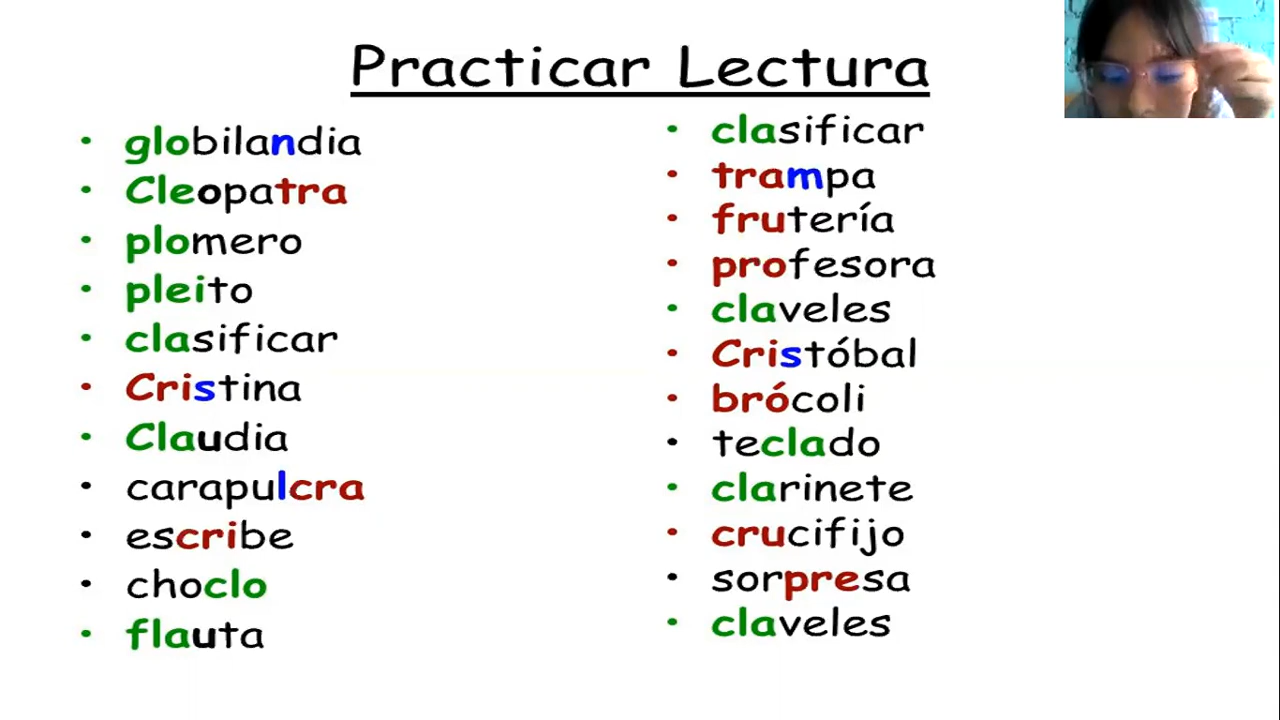 Practicar Lectura
• globilandia
• Cleopatra
• plomero
• pleito
• clasificar
• Cristina
• Claudia
• carapulcra
• escribe
• choclo
• flauta
• clasificar
• trampa
• frutería
• profesora
• claveles
• Cristóbal
• brócoli
• teclado
• clarinete
• crucifijo
• sorpresa
• claveles